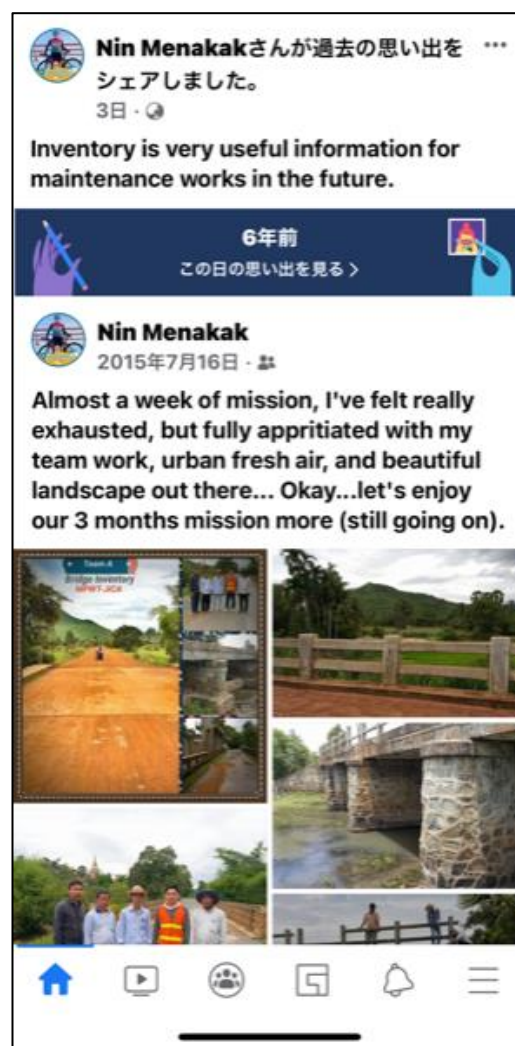 Nin Menakakさんが過去の思い出を
シェアしました。
3日
Inventory is very useful information for
maintenance works in the future.
6年前
この日の思い出を見る >
Nin Menakak
2015年7月16日
Almost a week of mission, I've felt really
exhausted, but fully appritiated with my
team work, urban fresh air, and beautiful
landscape out there... Okay...let's enjoy
our 3 months mission more (still going on).
Team A
Bridge Inventory
MPWT-JICA